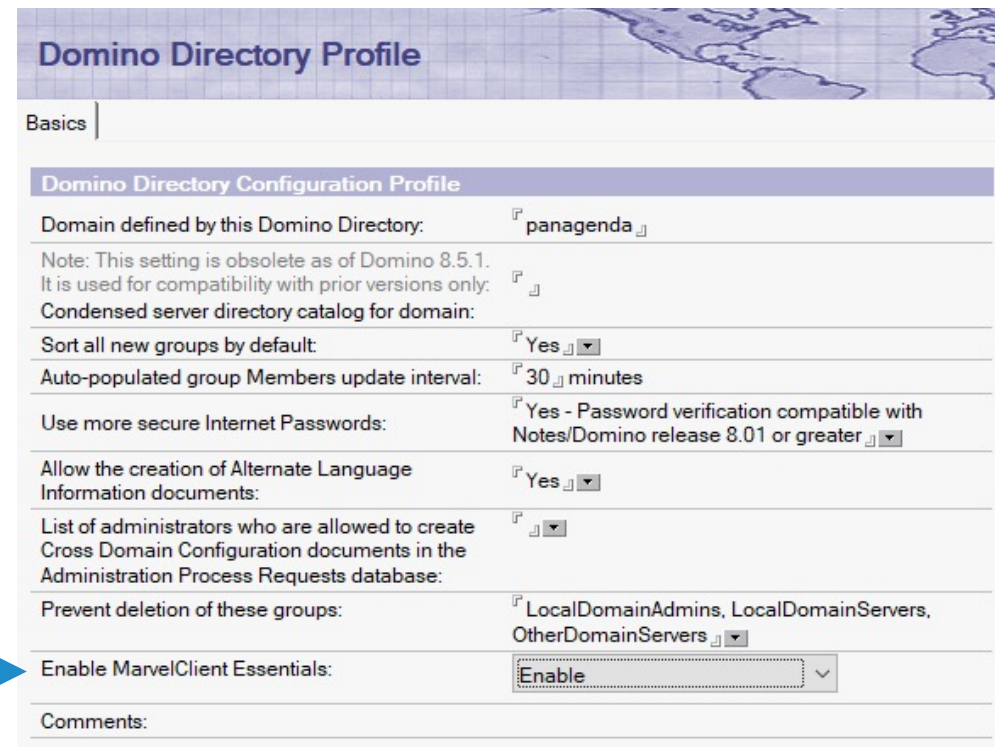 Domino Directory Profile
Basics
Domino Directory Configuration Profile
Domain defined by this Domino Directory:
panagenda
Note: This setting is obsolete as of Domino 8.5.1.
It is used for compatibility with prior versions only:
Condensed server directory catalog for domain:
Sort all new groups by default:
Yes
Auto-populated group Members update interval:
30 minutes
Use more secure Internet Passwords:
Yes - Password verification compatible with
Notes/Domino release 8.01 or greater
Allow the creation of Alternate Language
Information documents:
Yes
List of administrators who are allowed to create
Cross Domain Configuration documents in the
Administration Process Requests database:
Prevent deletion of these groups:
LocalDomainAdmins, LocalDomainServers,
OtherDomainServers
Enable MarvelClient Essentials:
Enable
Comments: